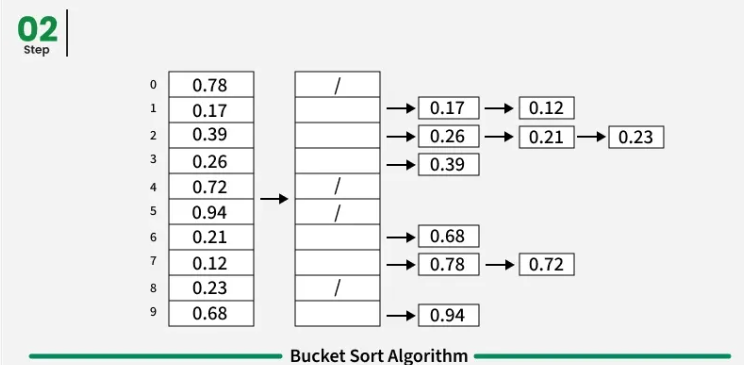 02
Step
0 0.78 /
1 0.17 0.17 0.12
2 0.39 0.26 0.21 0.23
3 0.26 0.39
4 0.72 /
5 0.94 /
6 0.21 0.68
7 0.12 0.78 0.72
8 0.23 /
9 0.68 0.94
Bucket Sort Algorithm